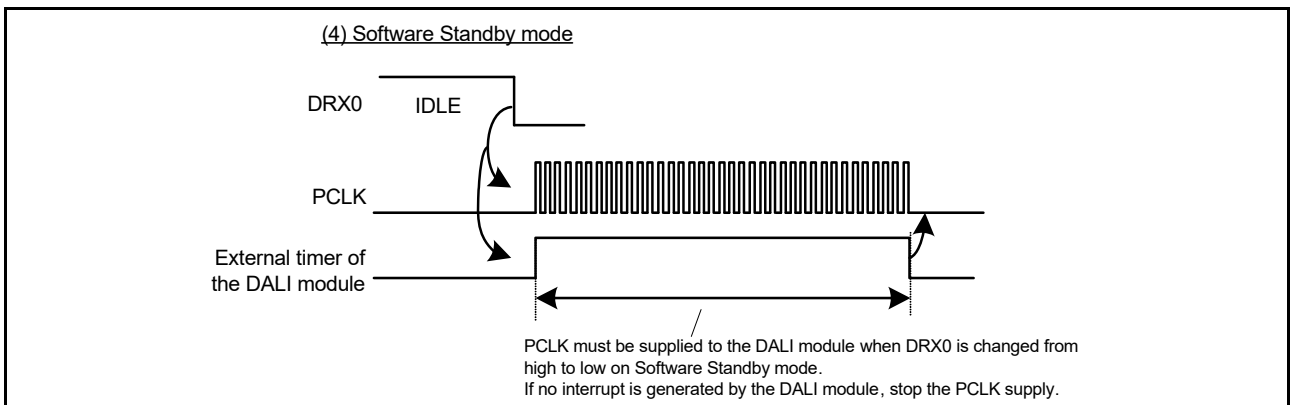 (4) Software Standby mode
DRX0
IDLE
PCLK
External timer of
the DALI module
PCLK must be supplied to the DALI module when DRX0 is changed from
high to low on Software Standby mode.
If no interrupt is generated by the DALI module, stop the PCLK supply.